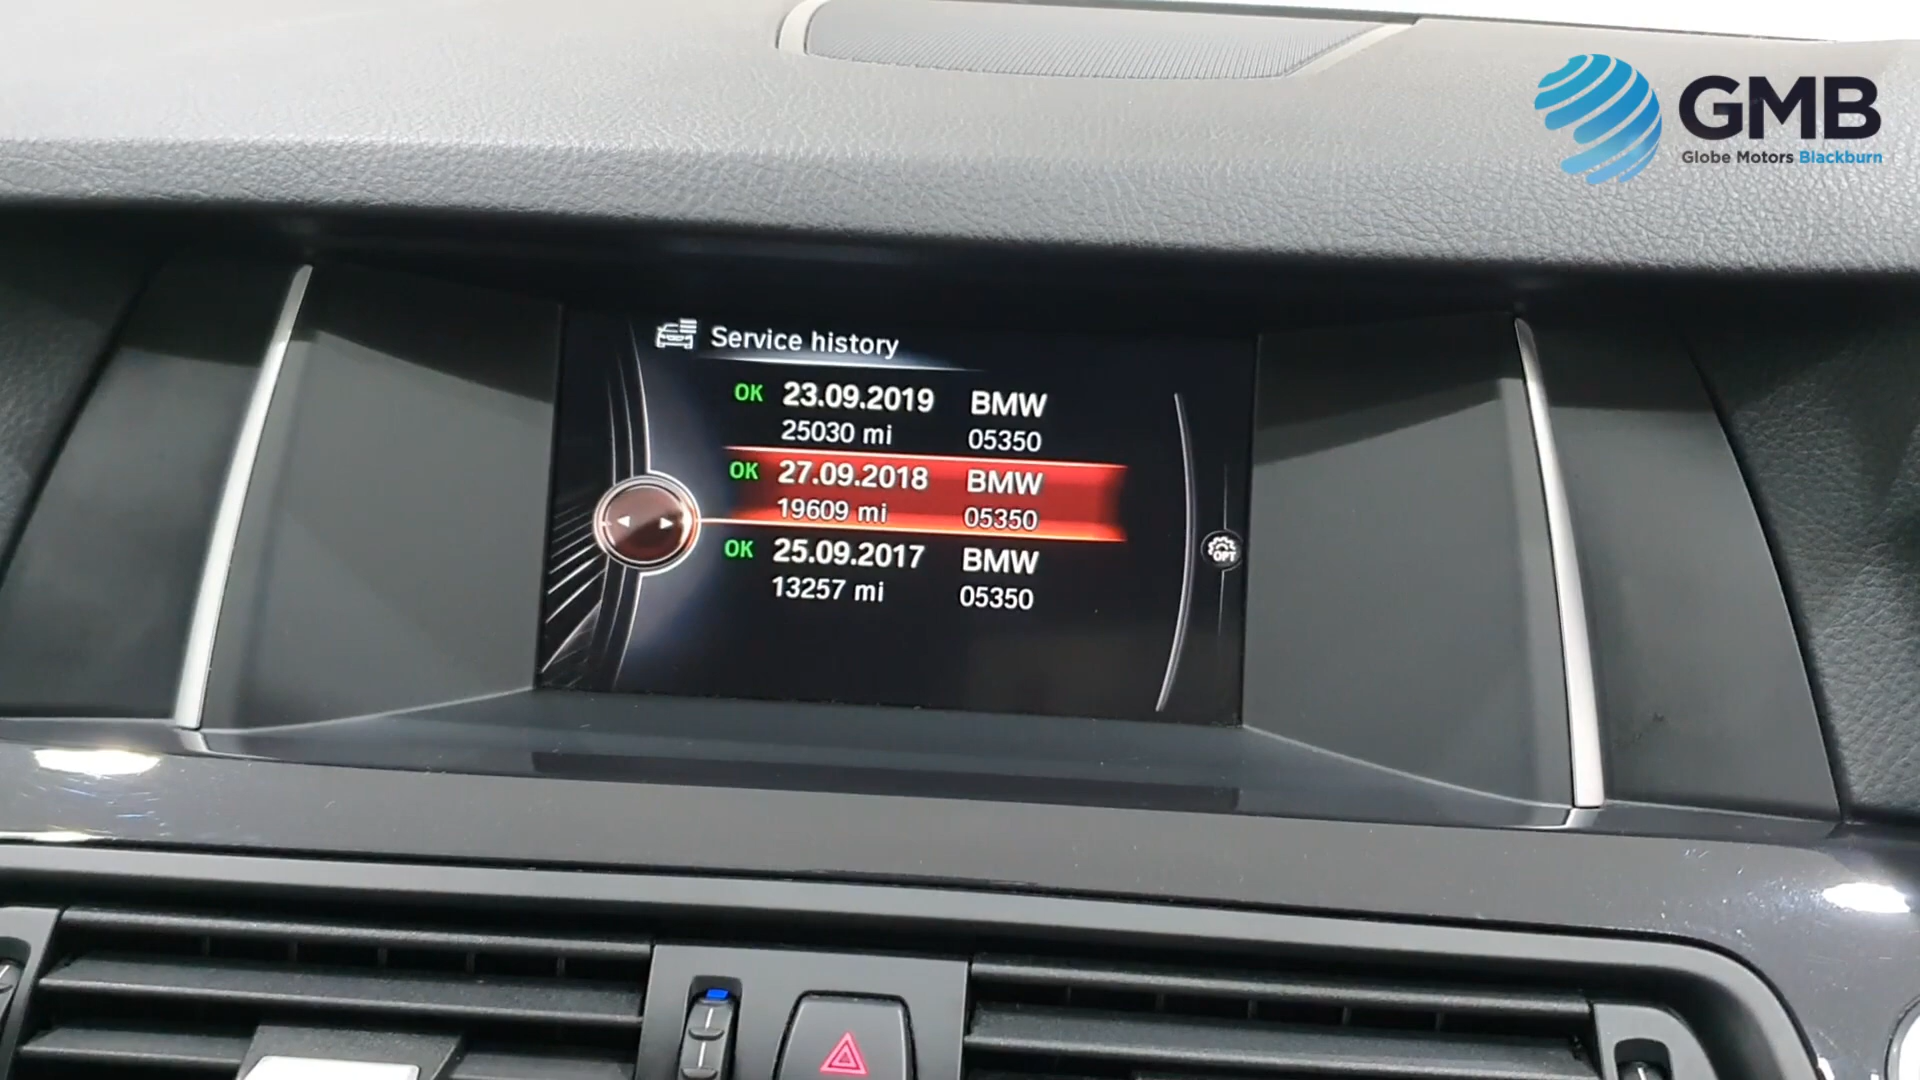 GMB
Globe Motors Blackburn
Service history
OK 23.09.2019 BMW
25030 mi 05350
OK 27.09.2018 BMW
19609 mi 05350
OK 25.09.2017 BMW
13257 mi 05350
OPT